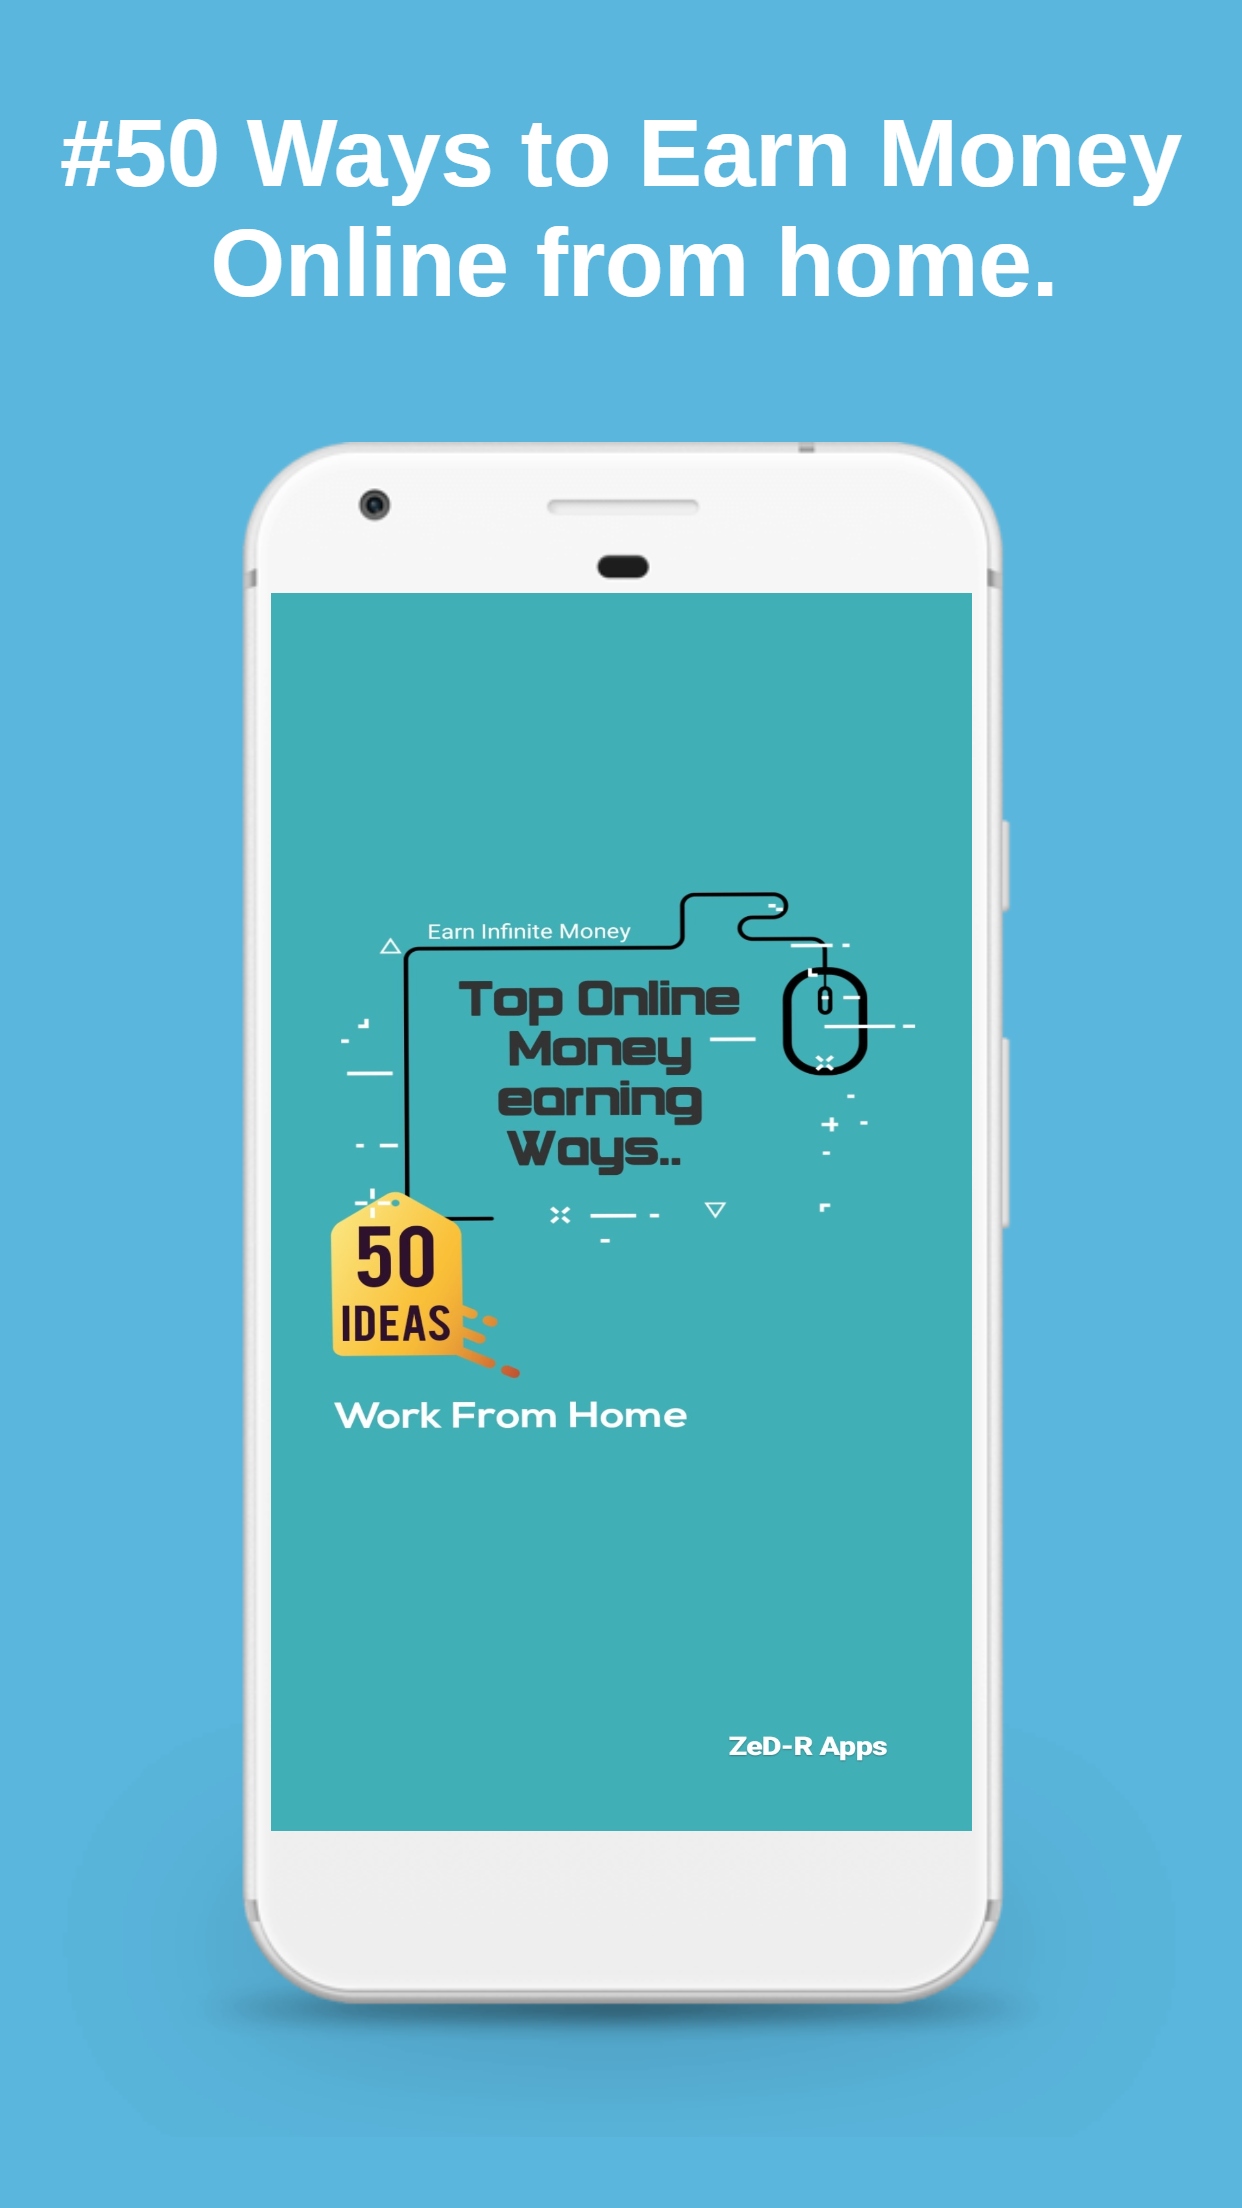 #50 Ways to Earn Money
Online from home.
Earn Infinite Money
Top Online
Money
earning
Ways..
50
IDEAS
Work From Home
ZeD-R Apps